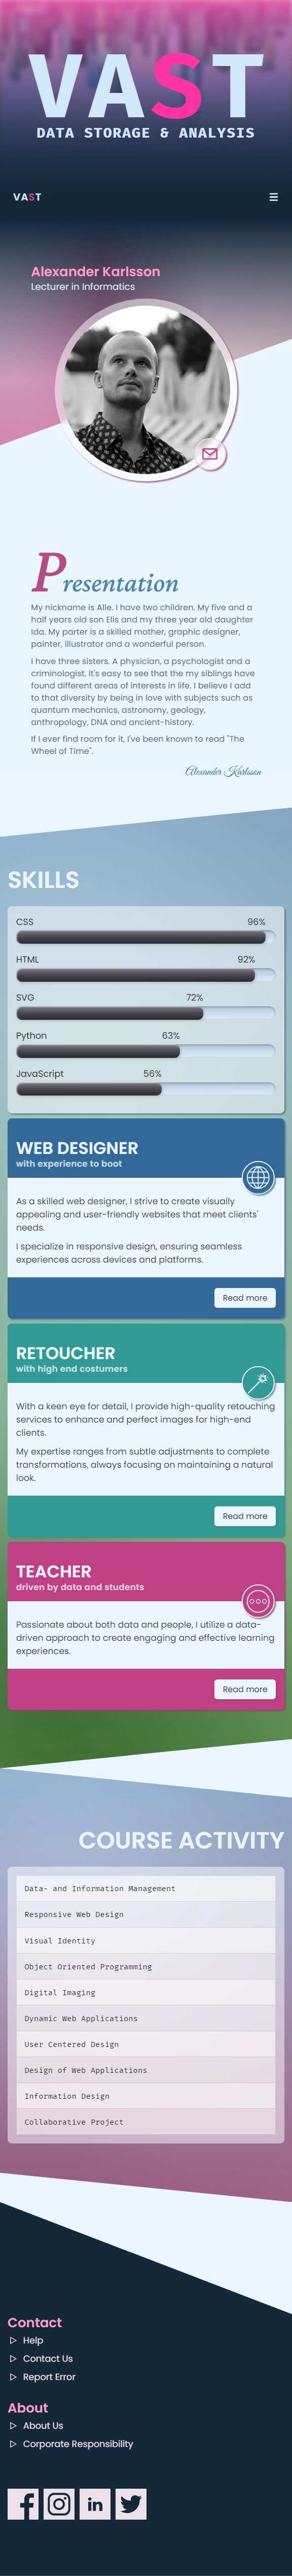 VAST
DATA STORAGE & ANALYSIS
VAST
Alexander Karlsson
Lecturer in Informatics
Presentation
My nickname is Alle. I have two children. My five and a
half years old son Elis and my three year old daughter
Ida. My parter is a skilled mother, graphic designer,
painter, illustrator and a wonderful person.
I have three sisters. A physician, a psychologist and a
criminologist. It's easy to see that the my siblings have
found different areas of interests in life. I believe I add
to that diversity by being in love with subjects such as
quantum mechanics, astronomy, geology,
anthropology, DNA and ancient-history.
If I ever find room for it, I've been known to read "The
Wheel of Time".
Alexander Karlsson
SKILLS
CSS 96%
HTML 92%
SVG 72%
Python 63%
JavaScript 56%
WEB DESIGNER
with experience to boot
As a skilled web designer, I strive to create visually
appealing and user-friendly websites that meet clients'
needs.
I specialize in responsive design, ensuring seamless
experiences across devices and platforms.
Read more
RETOUCHER
with high end costumers
With a keen eye for detail, I provide high-quality retouching
services to enhance and perfect images for high-end
clients.
My expertise ranges from subtle adjustments to complete
transformations, always focusing on maintaining a natural
look.
Read more
TEACHER
driven by data and students
Passionate about both data and people, I utilize a data-
driven approach to create engaging and effective learning
experiences.
Read more
COURSE ACTIVITY
Data- and Information Management
Responsive Web Design
Visual Identity
Object Oriented Programming
Digital Imaging
Dynamic Web Applications
User Centered Design
Design of Web Applications
Information Design
Collaborative Project
Contact
Help
Contact Us
Report Error
About
About Us
Corporate Responsibility